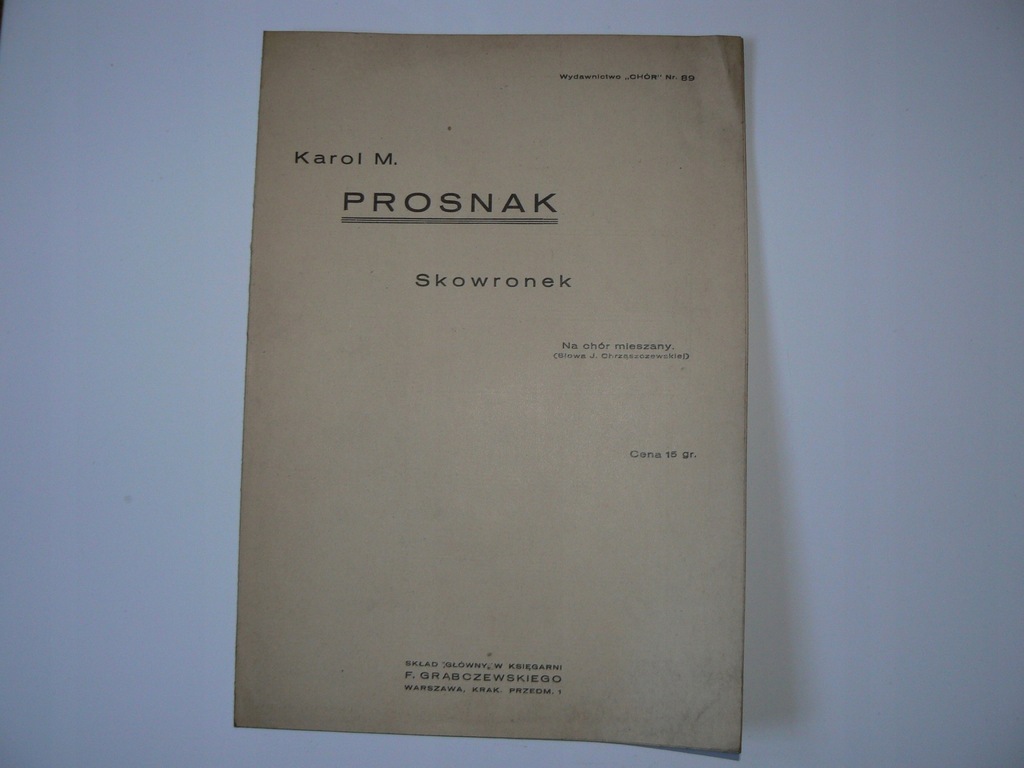 Wydawnictwo „CHÓR" Nr. 89
Karol M.
PROSNAK
Skowronek
Na chór mieszany.
(Słowa J. Chrząszczewskiej)
Cena 15 gr.
SKŁAD GŁÓWNY W KSIĘGARNI
F. GRABCZEWSKIEGO
WARSZAWA, KRAK. PRZEDM. 1